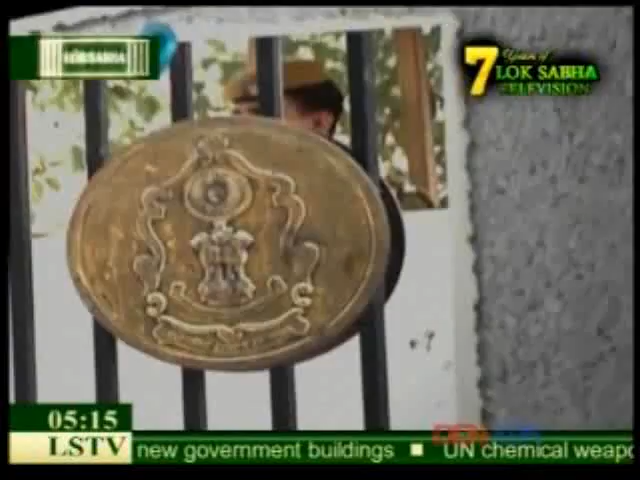 7 Years of
LOK SABHA
TELEVISION
05:15
LSTV new government buildings ■ UN chemical weapo